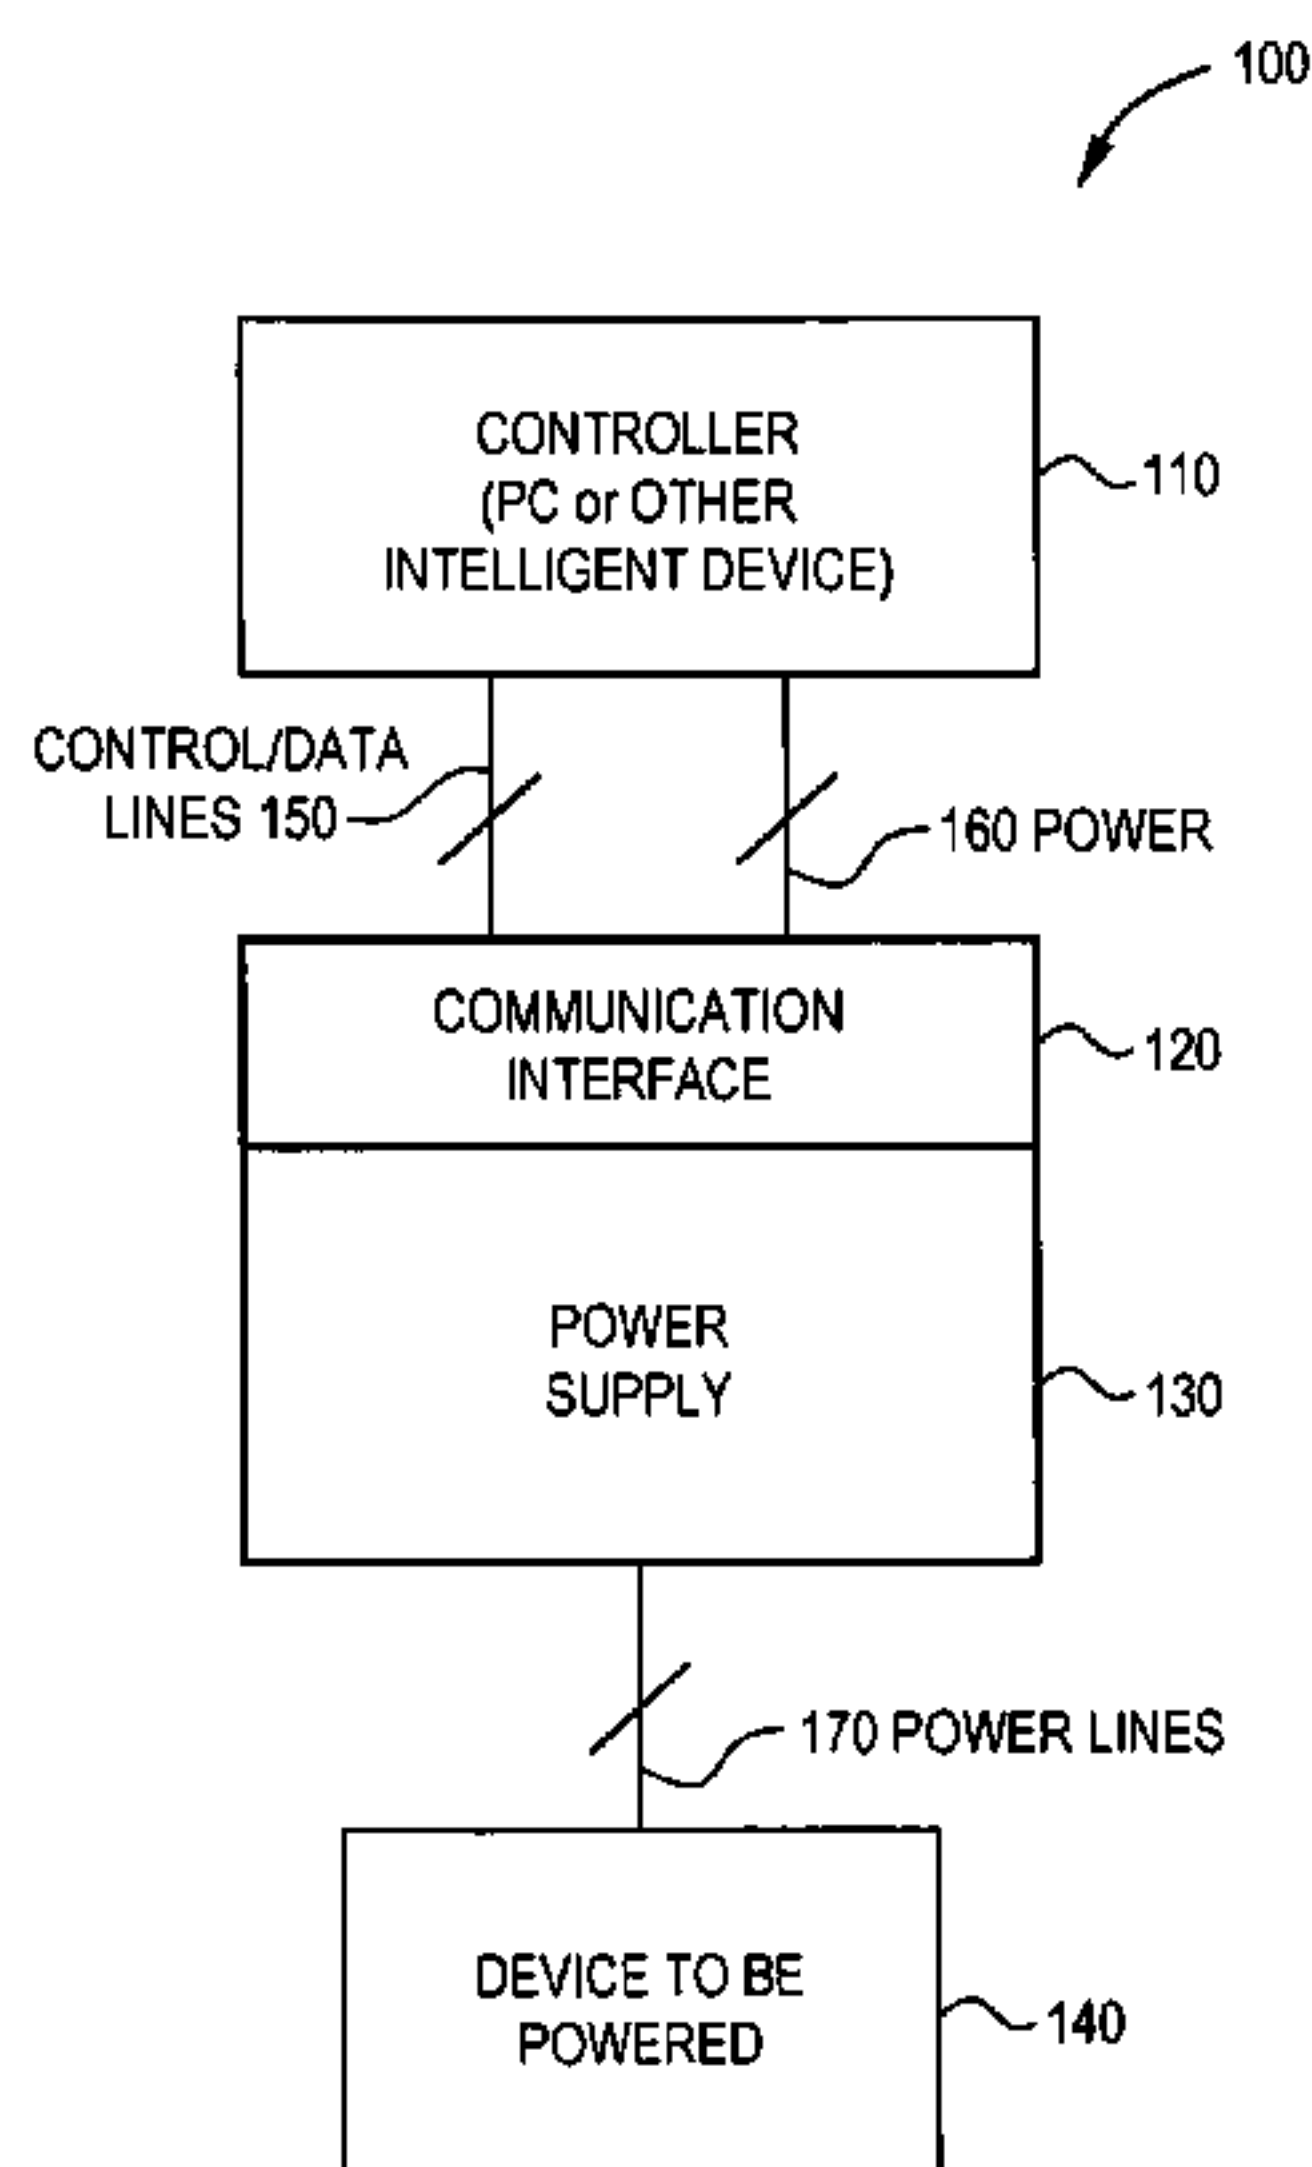 100
CONTROLLER
(PC or OTHER
INTELLIGENT DEVICE)
110
CONTROL/DATA
LINES 150
160 POWER
COMMUNICATION
INTERFACE
120
POWER
SUPPLY
130
170 POWER LINES
DEVICE TO BE
POWERED
140